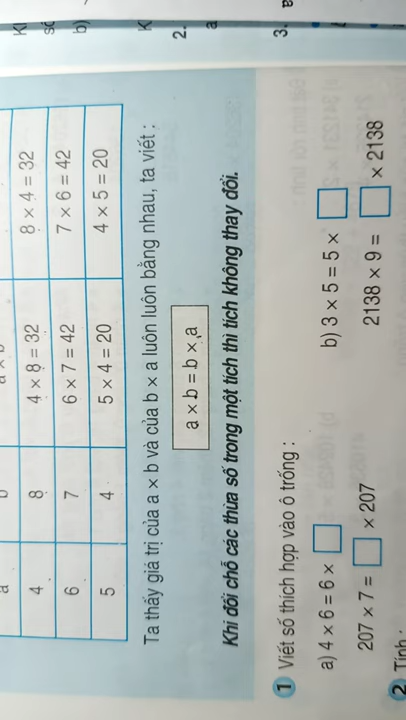 a b a × b
4 8 4 × 8 = 32 8 × 4 = 32
6 7 6 × 7 = 42 7 × 6 = 42
5 4 5 × 4 = 20 4 × 5 = 20
Ta thấy giá trị của a × b và của b × a luôn luôn bằng nhau, ta viết :
a × b = b × a
Khi đổi chỗ các thừa số trong một tích thì tích không thay đổi.
1 Viết số thích hợp vào ô trống :
a) 4 × 6 = 6 × □ b) 3 × 5 = 5 × □
207 × 7 = □ × 207 2138 × 9 = □ × 2138
2 Tính :
b)
2.
a
3.